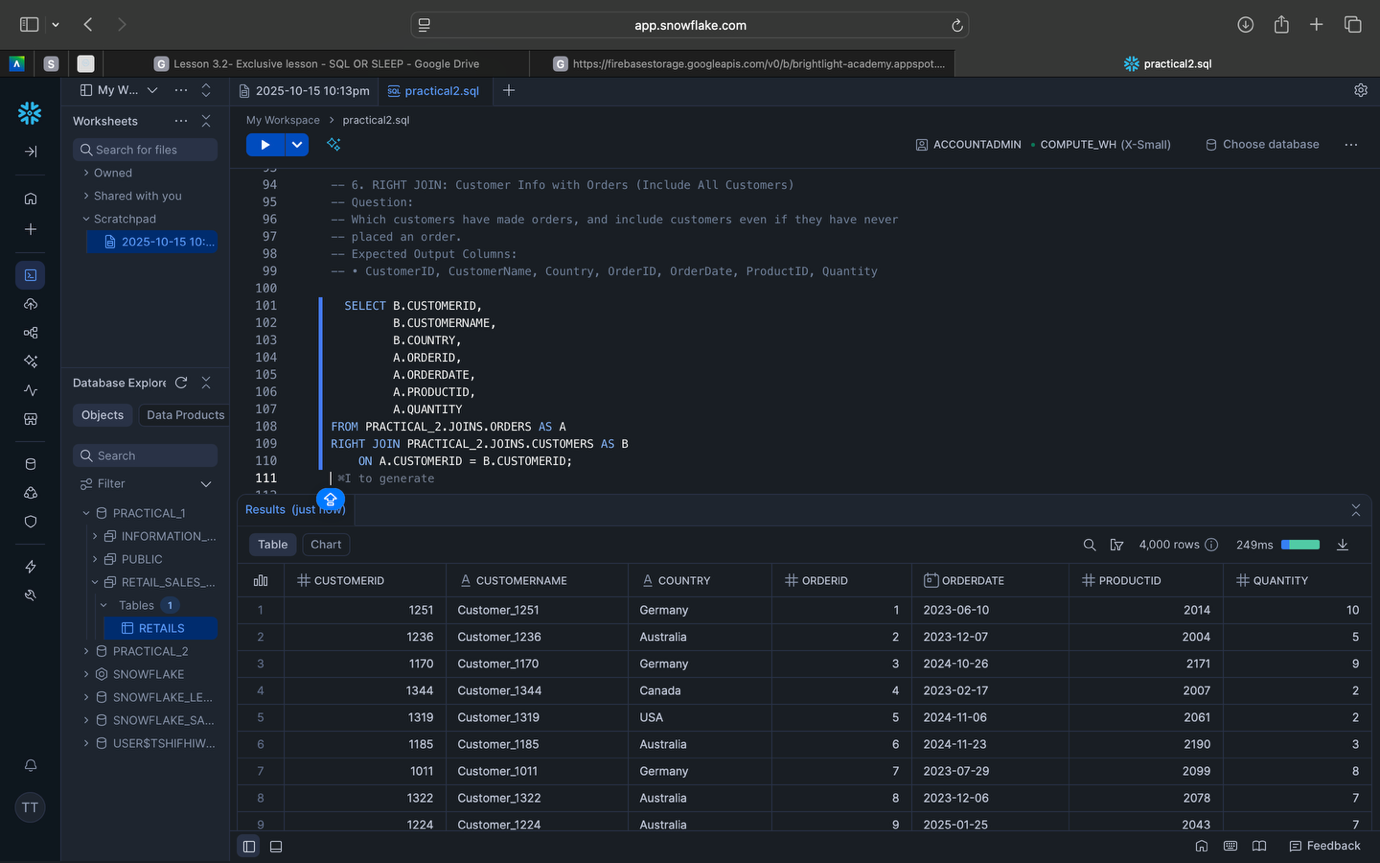 app.snowflake.com
S
G Lesson 3.2- Exclusive lesson - SQL OR SLEEP - Google Drive
G https://firebasestorage.googleapis.com/v0/b/brightlight-academy.appspot....
practical2.sql
My W...
2025-10-15 10:13pm
SQL practical2.sql
Worksheets
My Workspace > practical2.sql
Search for files
ACCOUNTADMIN • COMPUTE_WH (X-Small)
Choose database
Owned
Shared with you
Scratchpad
2025-10-15 10:...
94 -- 6. RIGHT JOIN: Customer Info with Orders (Include All Customers)
95 -- Question:
96 -- Which customers have made orders, and include customers even if they have never
97 -- placed an order.
98 -- Expected Output Columns:
99 -- • CustomerID, CustomerName, Country, OrderID, OrderDate, ProductID, Quantity
100
101 SELECT B.CUSTOMERID,
102 B.CUSTOMERNAME,
103 B.COUNTRY,
104 A.ORDERID,
105 A.ORDERDATE,
106 A.PRODUCTID,
107 A.QUANTITY
108 FROM PRACTICAL_2.JOINS.ORDERS AS A
109 RIGHT JOIN PRACTICAL_2.JOINS.CUSTOMERS AS B
110 ON A.CUSTOMERID = B.CUSTOMERID;
111 ⌘I to generate
Database Explore
Objects
Data Products
Search
Filter
PRACTICAL_1
INFORMATION_...
PUBLIC
RETAIL_SALES_...
Tables 1
RETAILS
PRACTICAL_2
SNOWFLAKE
SNOWFLAKE_LE...
SNOWFLAKE_SA...
USER$TSHIFHIW...
TT
Results (just now)
Table
Chart
4,000 rows
249ms
CUSTOMERID A CUSTOMERNAME A COUNTRY # ORDERID ORDERDATE # PRODUCTID # QUANTITY
1 1251 Customer_1251 Germany 1 2023-06-10 2014 10
2 1236 Customer_1236 Australia 2 2023-12-07 2004 5
3 1170 Customer_1170 Germany 3 2024-10-26 2171 9
4 1344 Customer_1344 Canada 4 2023-02-17 2007 2
5 1319 Customer_1319 USA 5 2024-11-06 2061 2
6 1185 Customer_1185 Australia 6 2024-11-23 2190 3
7 1011 Customer_1011 Germany 7 2023-07-29 2099 8
8 1322 Customer_1322 Australia 8 2023-12-06 2078 7
9 1224 Customer_1224 Australia 9 2025-01-25 2043 7
Feedback